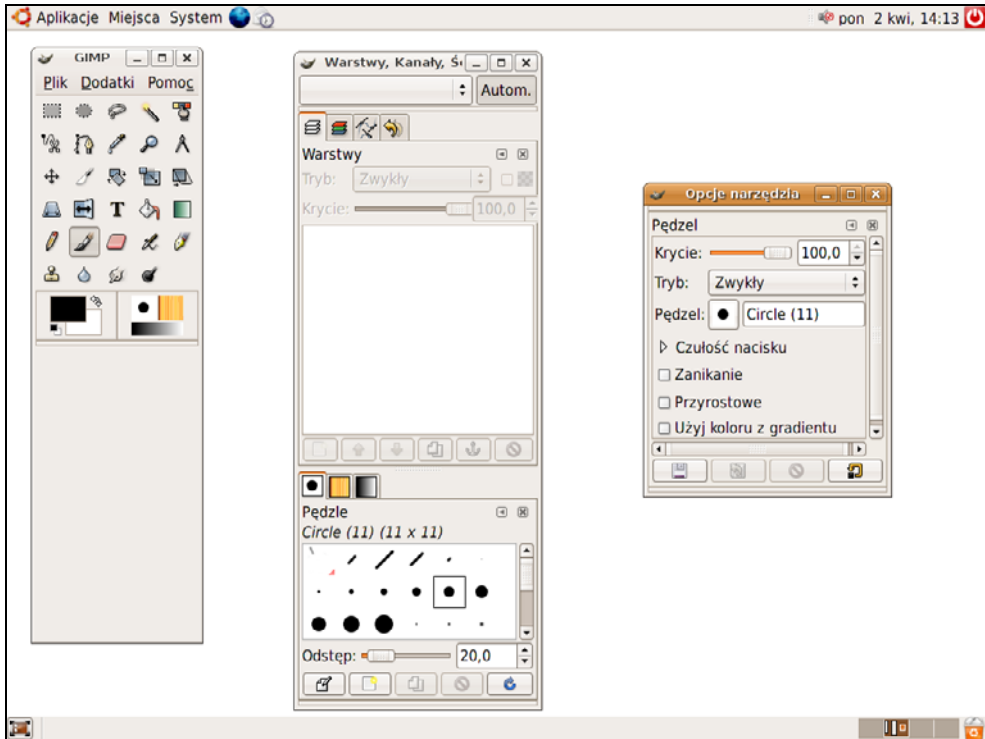 Aplikacje Miejsca System pon 2 kwi, 14:13
GIMP
Plik Dodatki Pomoc
Warstwy, Kanały, Ś
Autom.
Warstwy
Tryb: Zwykły
Krycie: 100,0
Pędzle
Circle (11) (11 x 11)
Odstęp: 20,0
Opcje narzędzia
Pędzel
Krycie: 100,0
Tryb: Zwykły
Pędzel: Circle (11)
Czułość nacisku
Zanikanie
Przyrostowe
Użyj koloru z gradientu